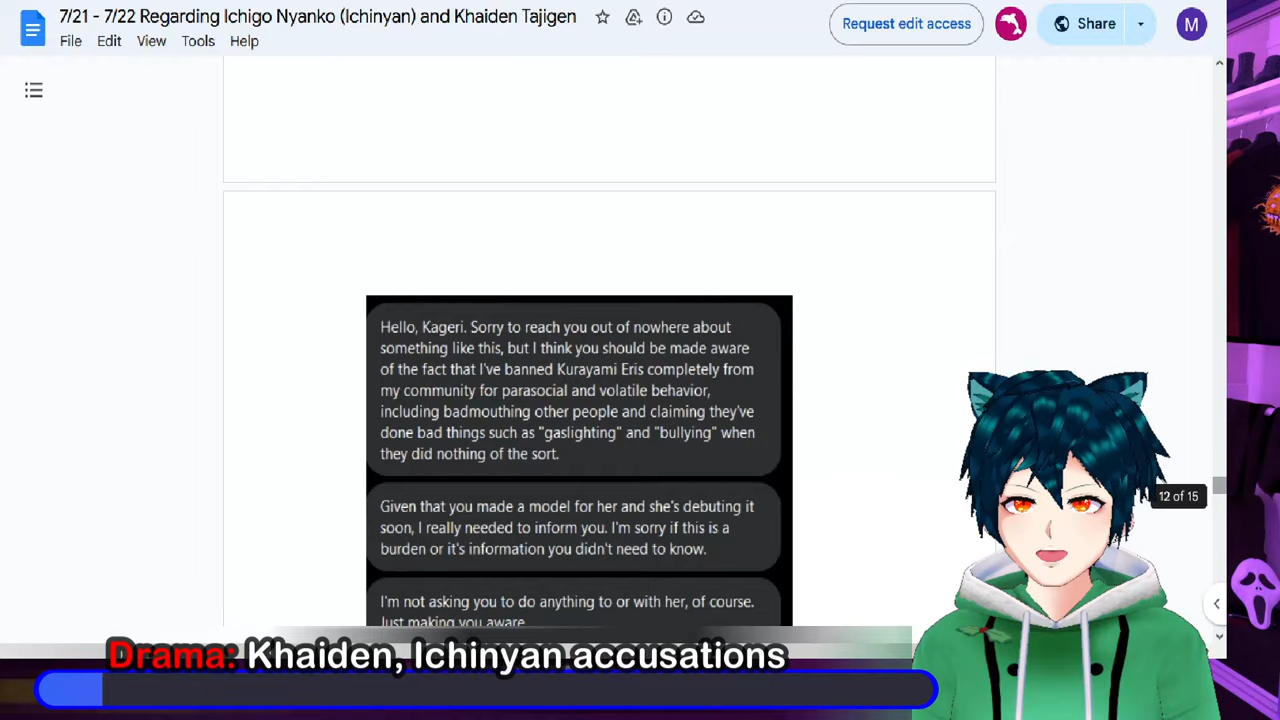 7/21 - 7/22 Regarding Ichigo Nyanko (Ichinyan) and Khaiden Tajigen
Request edit access
Share
M
File Edit View Tools Help
Hello, Kageri. Sorry to reach you out of nowhere about
something like this, but I think you should be made aware
of the fact that I've banned Kurayami Eris completely from
my community for parasocial and volatile behavior,
including badmouthing other people and claiming they've
done bad things such as "gaslighting" and "bullying" when
they did nothing of the sort.
Given that you made a model for her and she's debuting it
soon, I really needed to inform you. I'm sorry if this is a
burden or it's information you didn't need to know.
12 of 15
I'm not asking you to do anything to or with her, of course.
Just making you aware.
Drama: Khaiden, Ichinyan accusations